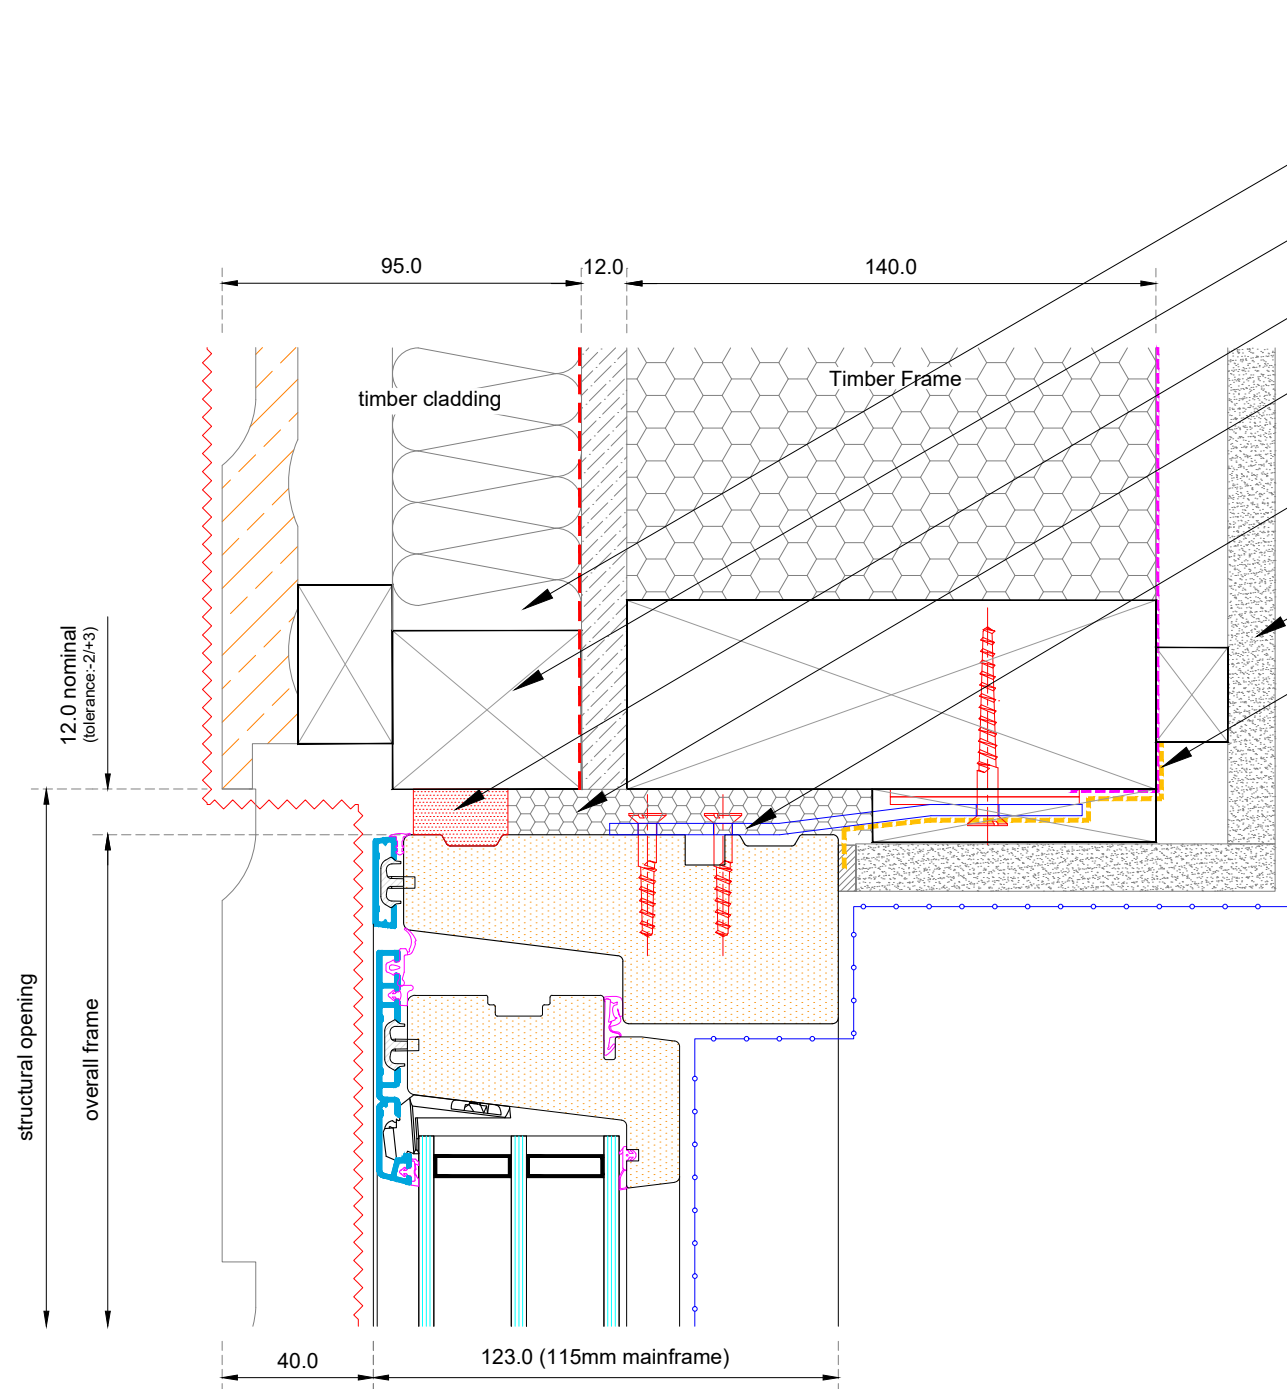 95.0
12.0
140.0
timber cladding
Timber Frame
12.0 nominal
(tolerance:-2/+3)
structural opening
overall frame
40.0
123.0 (115mm mainframe)